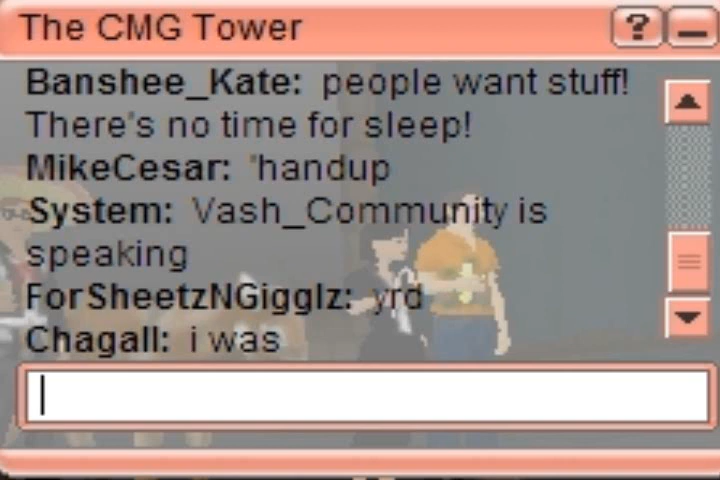 The CMG Tower
?
Banshee_Kate: people want stuff!
There's no time for sleep!
MikeCesar: 'handup
System: Vash_Community is
speaking
ForSheetzNGigglz: yrd
Chagall: i was